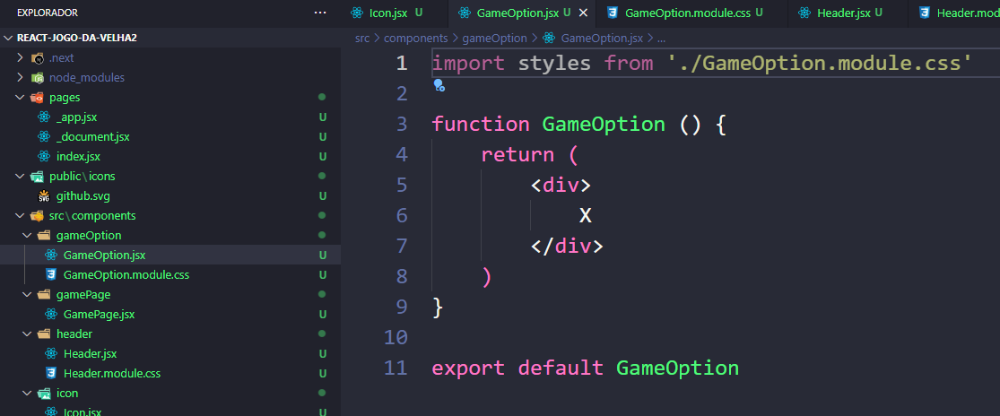 EXPLORADOR ...
REACT-JOGO-DA-VELHA2
.next
node_modules
pages
_app.jsx U
_document.jsx U
index.jsx U
public\icons
github.svg U
src\components
gameOption
GameOption.jsx U
GameOption.module.css U
gamePage
GamePage.jsx U
header
Header.jsx U
Header.module.css U
icon
Icon.jsx U
Icon.jsx U GameOption.jsx U × GameOption.module.css U Header.jsx U Header.mod
src > components > gameOption > GameOption.jsx > ...
1 import styles from './GameOption.module.css'
2
3 function GameOption () {
4 return (
5 <div>
6 X
7 </div>
8 )
9 }
10
11 export default GameOption